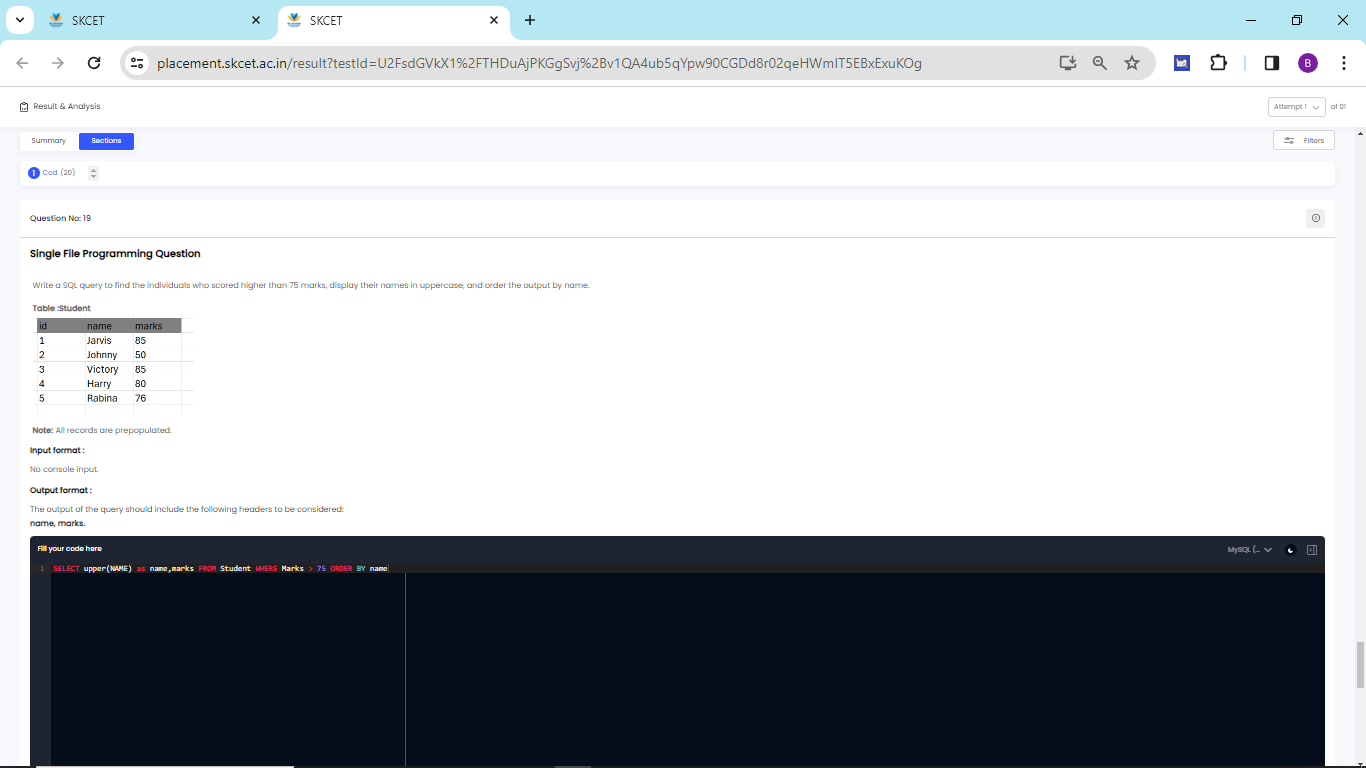 SKCET
SKCET
placement.skcet.ac.in/result?testId=U2FsdGVkX1%2FTHDuAjPKGgSvj%2Bv1QA4ub5qYpw90CGDd8r02qeHWmIT5EBxExuKOg
B
Result & Analysis
Attempt 1 of 01
Summary Sections
Filters
1 Cod (20)
Question No: 19
Single File Programming Question
Write a SQL query to find the individuals who scored higher than 75 marks, display their names in uppercase, and order the output by name.
Table :Student
id name marks
1 Jarvis 85
2 Johnny 50
3 Victory 85
4 Harry 80
5 Rabina 76
Note: All records are prepopulated.
Input format :
No console input.
Output format :
The output of the query should include the following headers to be considered:
name, marks.
Fill your code here
MySQL (...
1 SELECT upper(NAME) as name,marks FROM Student WHERE Marks > 75 ORDER BY name